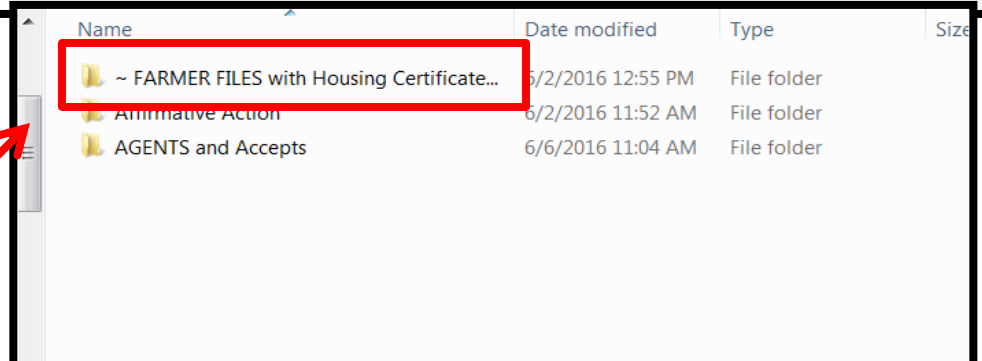 Name Date modified Type Size
~ FARMER FILES with Housing Certificate... 6/2/2016 12:55 PM File folder
Affirmative Action 6/2/2016 11:52 AM File folder
AGENTS and Accepts 6/6/2016 11:04 AM File folder